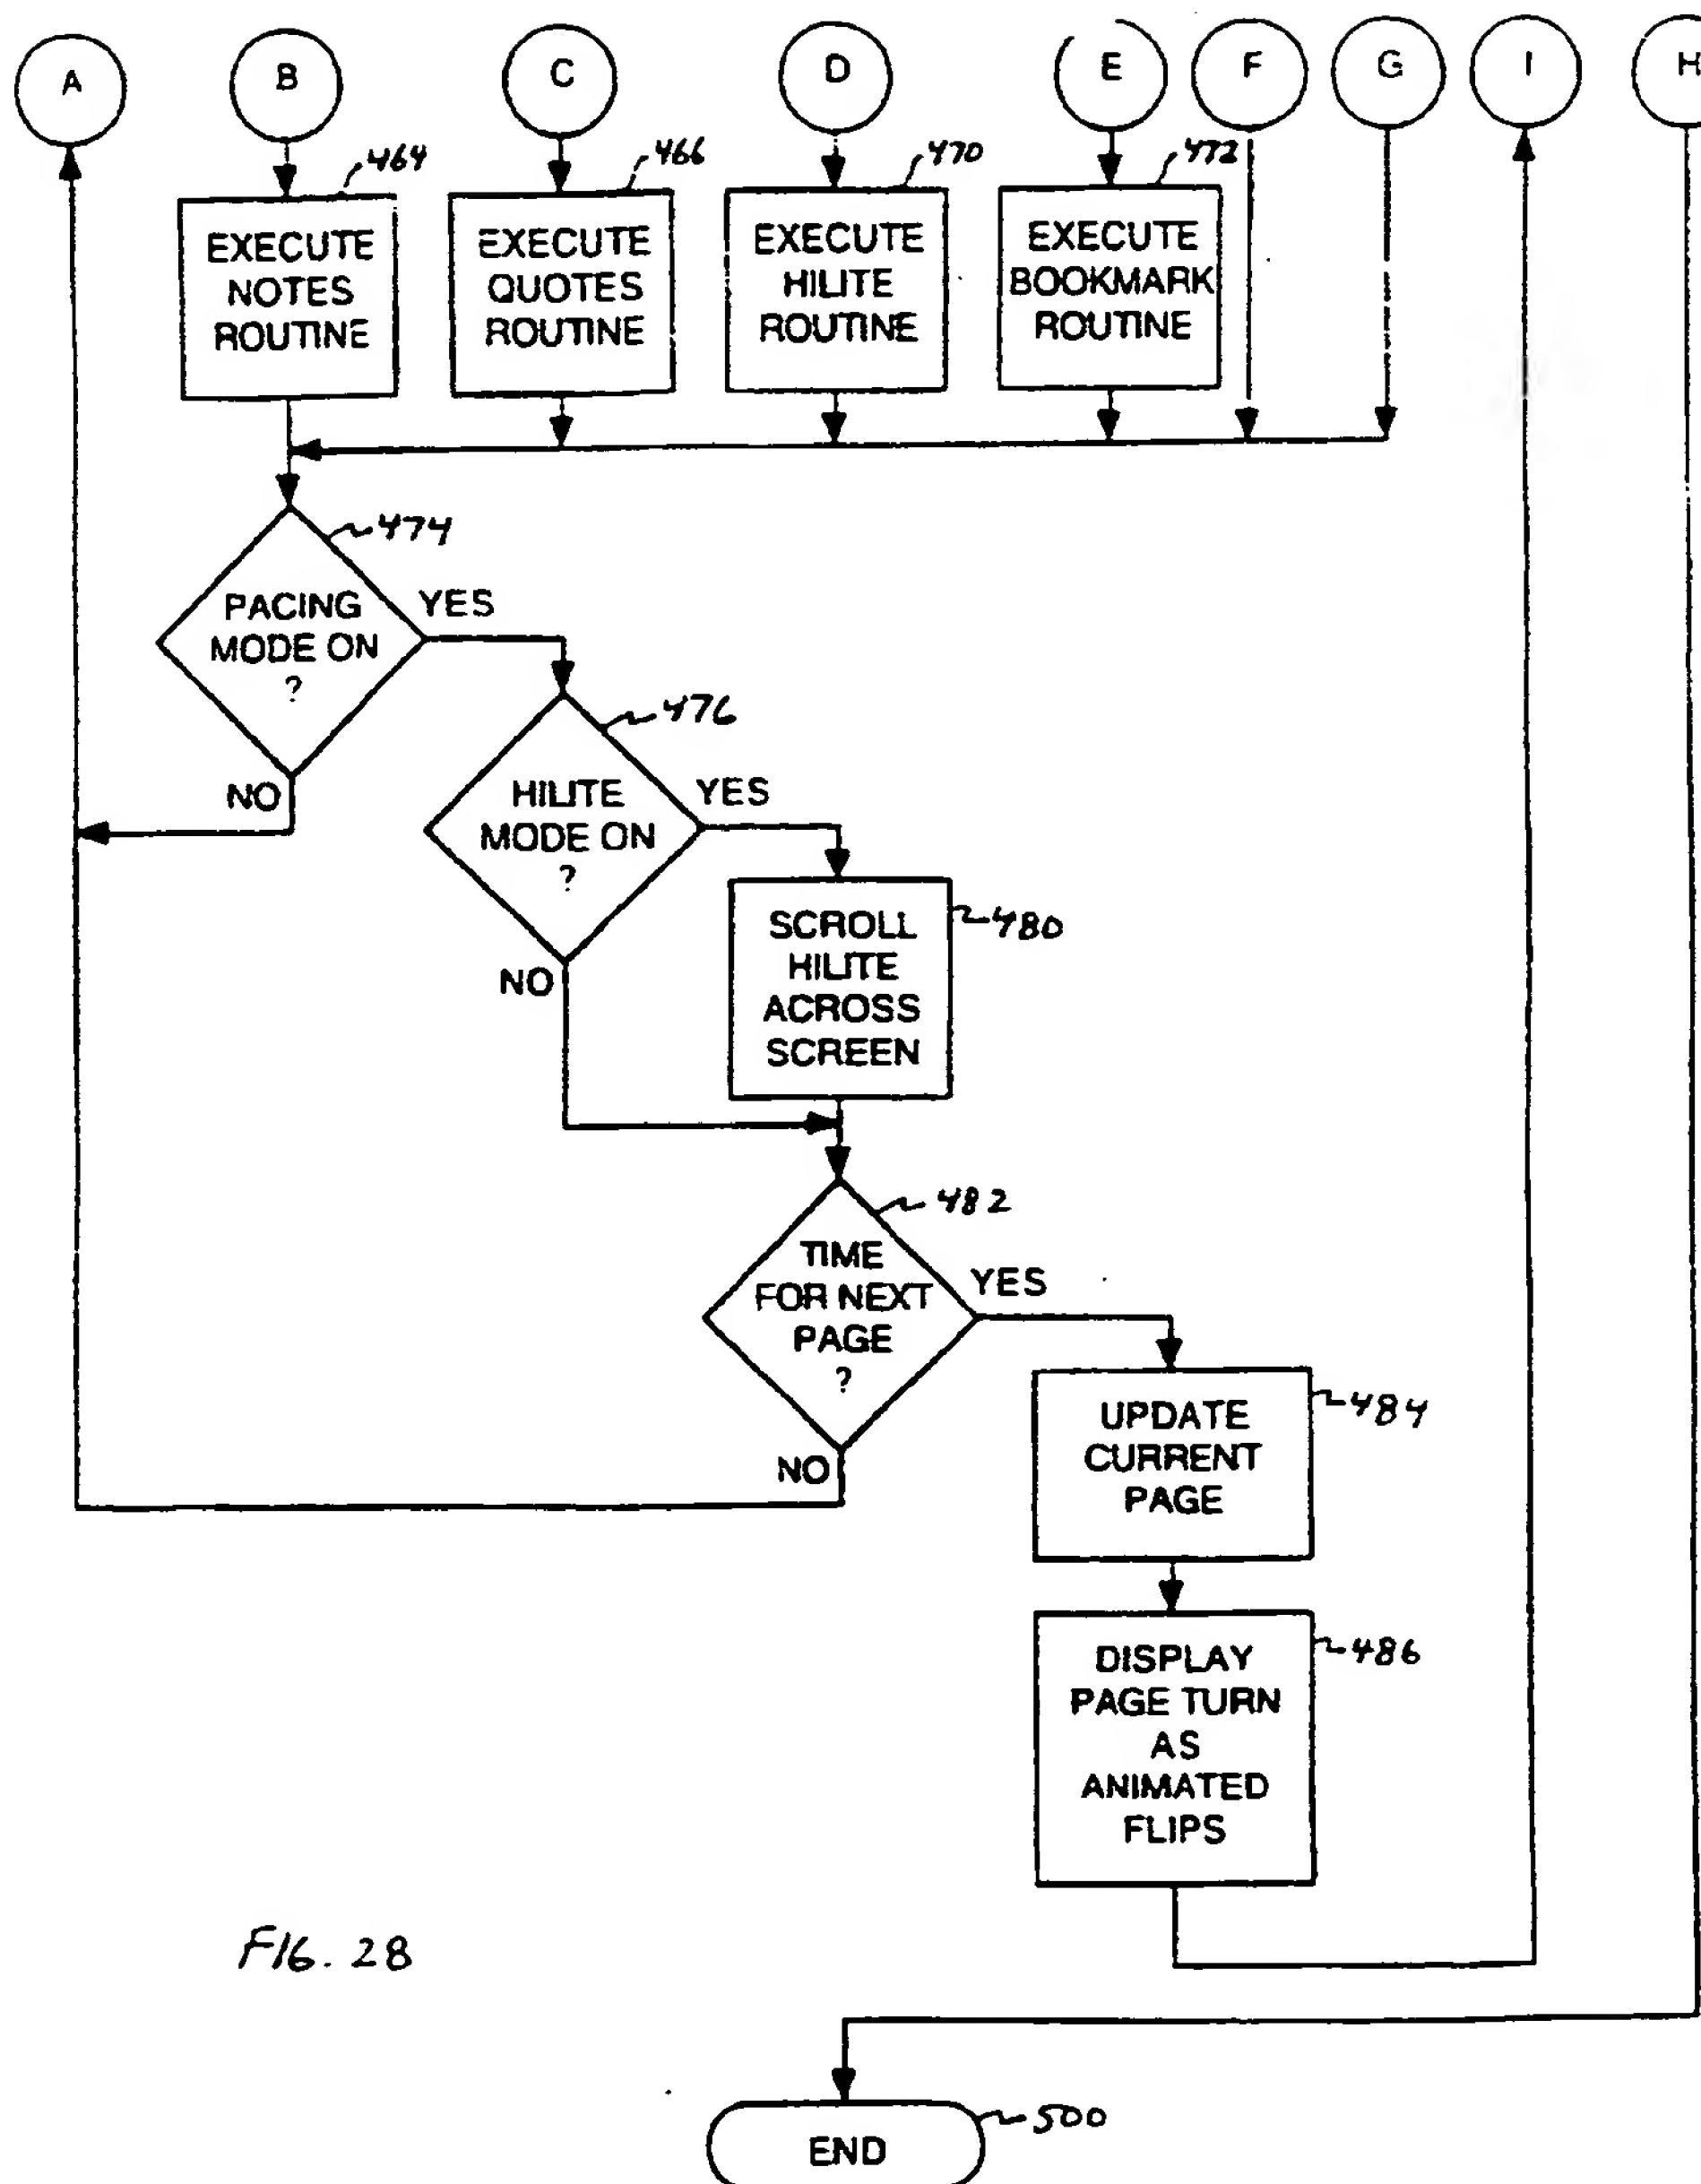 A B C D E F G I H
464 466 470 472
EXECUTE
NOTES
ROUTINE
EXECUTE
QUOTES
ROUTINE
EXECUTE
HILITE
ROUTINE
EXECUTE
BOOKMARK
ROUTINE
474
PACING
MODE ON
?
YES
NO
476
HILITE
MODE ON
?
YES
NO
480
SCROLL
HILITE
ACROSS
SCREEN
482
TIME
FOR NEXT
PAGE
?
YES
NO
484
UPDATE
CURRENT
PAGE
486
DISPLAY
PAGE TURN
AS
ANIMATED
FLIPS
FIG. 28
500
END